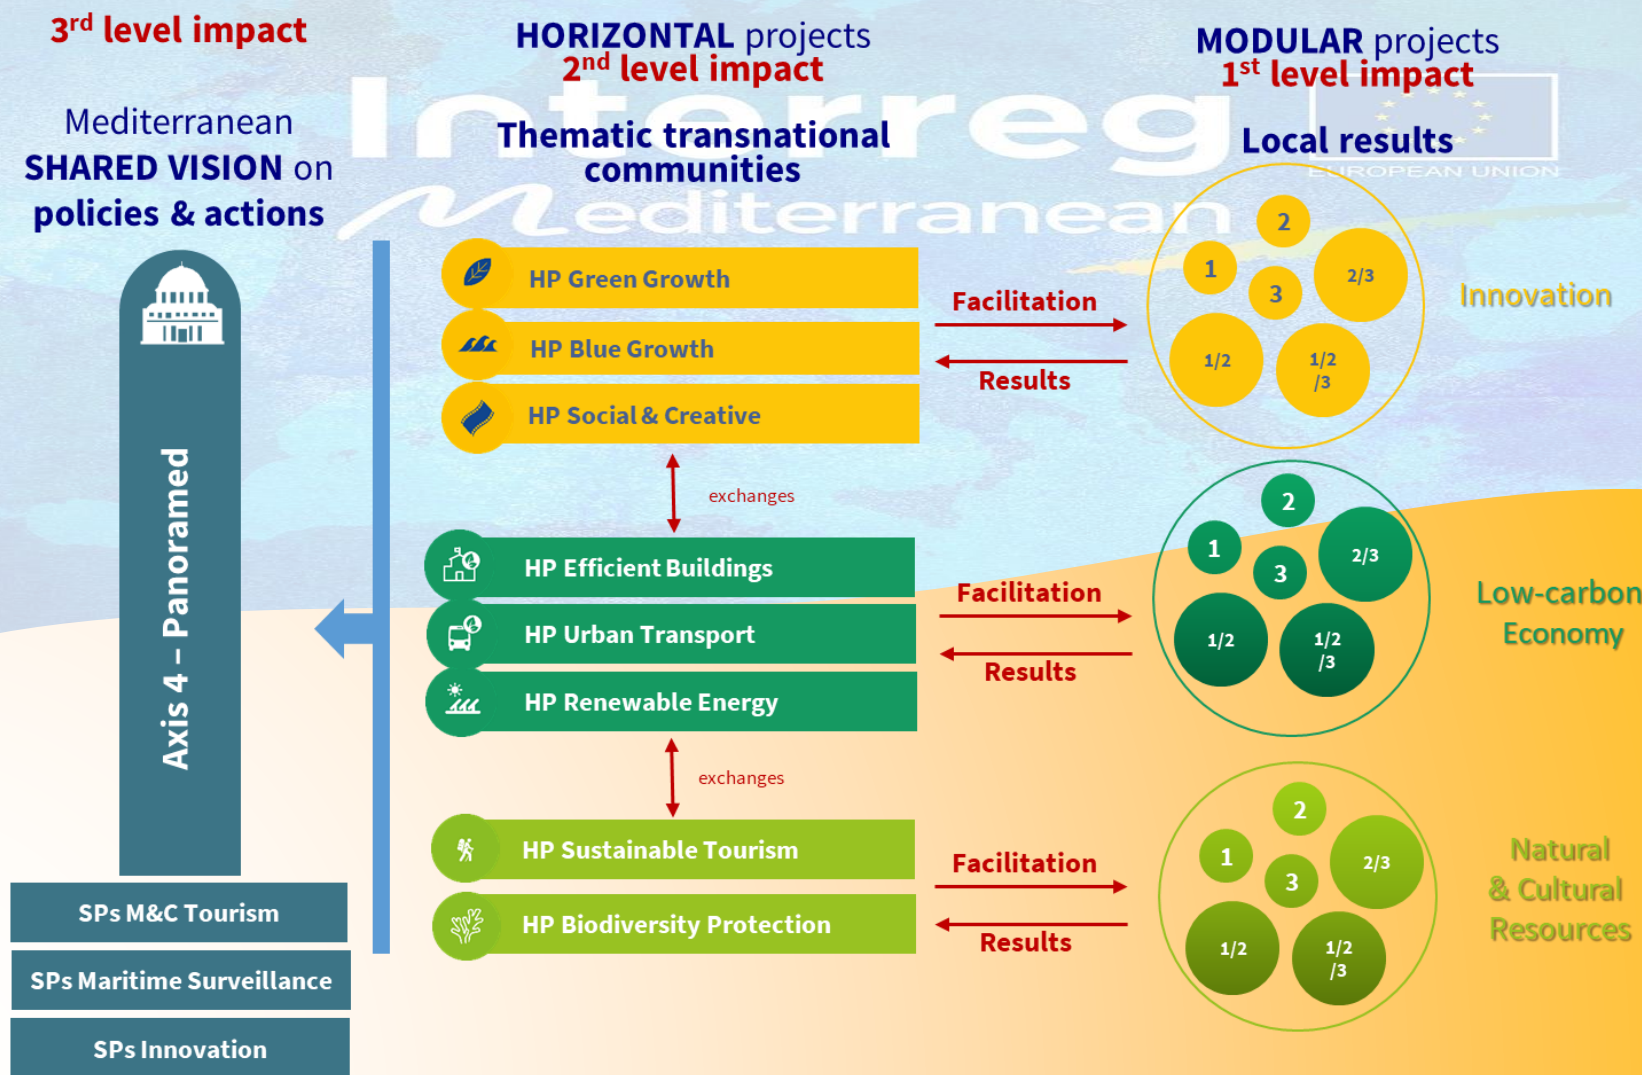 3rd level impact
Mediterranean
SHARED VISION on
policies & actions
Axis 4 – Panoramed
SPs M&C Tourism
SPs Maritime Surveillance
SPs Innovation
HORIZONTAL projects
2nd level impact
Thematic transnational
communities
Interreg
Mediterranean
EUROPEAN UNION
HP Green Growth
HP Blue Growth
HP Social & Creative
exchanges
HP Efficient Buildings
HP Urban Transport
HP Renewable Energy
exchanges
HP Sustainable Tourism
HP Biodiversity Protection
Facilitation
Results
Facilitation
Results
Facilitation
Results
MODULAR projects
1st level impact
Local results
2
1
3
2/3
1/2
1/2
/3
Innovation
2
1
3
2/3
1/2
1/2
/3
Low-carbon
Economy
2
1
3
2/3
1/2
1/2
/3
Natural
& Cultural
Resources